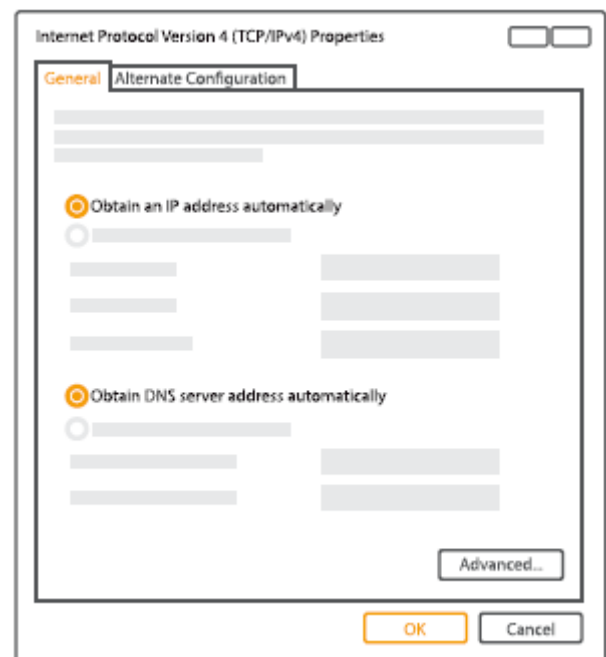 Internet Protocol Version 4 (TCP/IPv4) Properties
General
Alternate Configuration
Obtain an IP address automatically
Obtain DNS server address automatically
Advanced...
OK
Cancel